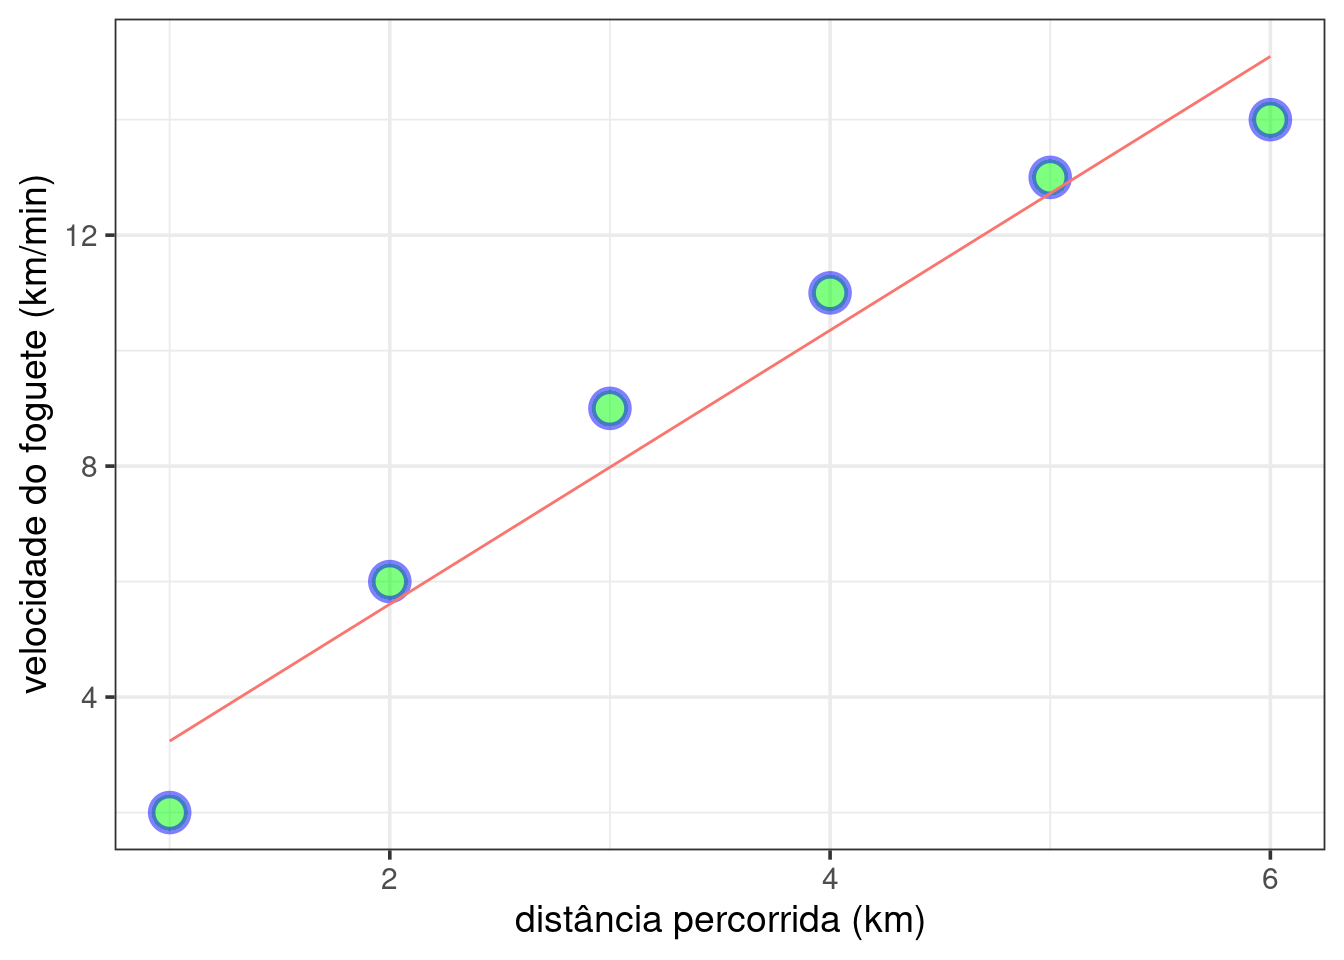 velocidade do foguete (km/min)
12
8
4
2 4 6
distância percorrida (km)